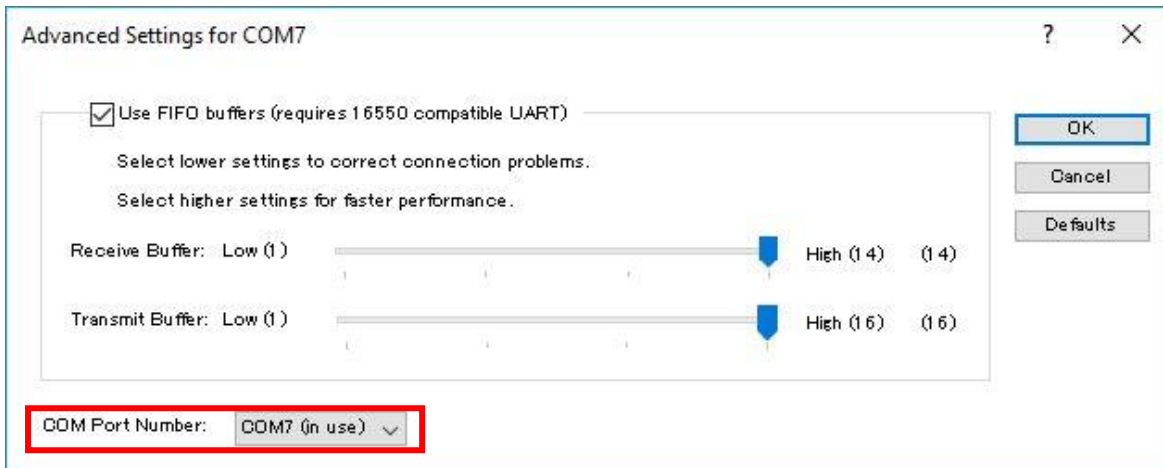 Advanced Settings for COM7
?
Use FIFO buffers (requires 16550 compatible UART)
OK
Select lower settings to correct connection problems.
Cancel
Select higher settings for faster performance.
Defaults
Receive Buffer: Low (1) High (14) (14)
Transmit Buffer: Low (1) High (16) (16)
COM Port Number: COM7 (in use)